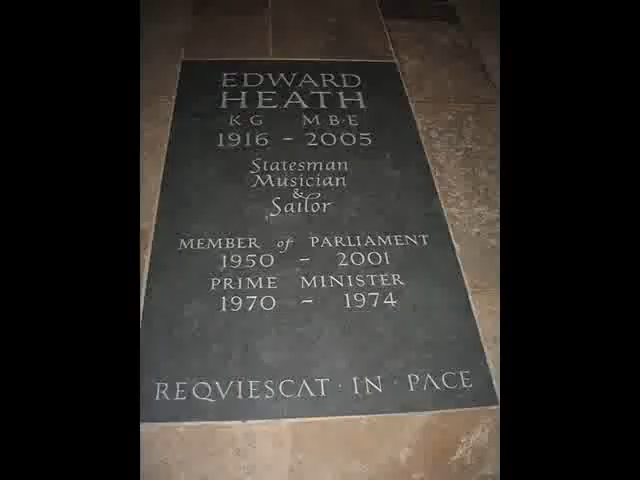 EDWARD
HEATH
KG MBE
1916 - 2005
Statesman
Musician
&
Sailor
MEMBER of PARLIAMENT
1950 - 2001
PRIME MINISTER
1970 - 1974
REQVIESCAT · IN · PACE